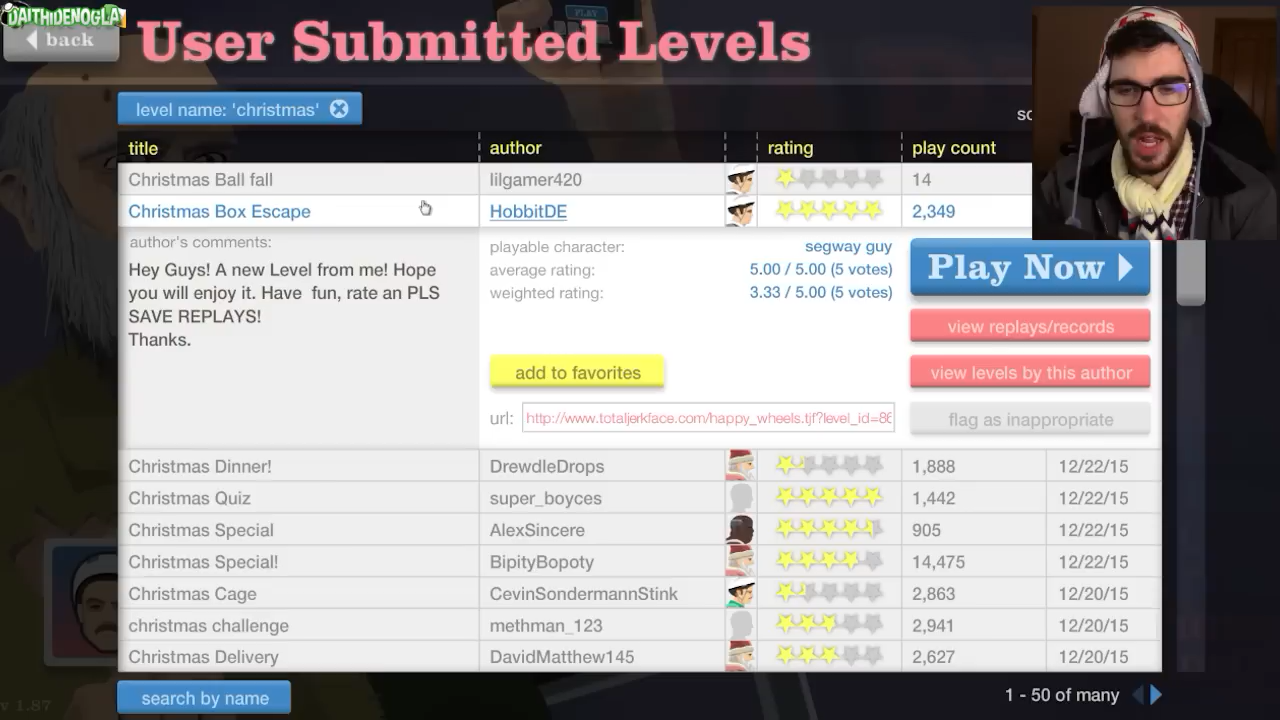 DAITHIDENOGLA
back
User Submitted Levels
level name: 'christmas'
title author rating play count
Christmas Ball fall lilgamer420 14
Christmas Box Escape HobbitDE 2,349
author's comments:
Hey Guys! A new Level from me! Hope
you will enjoy it. Have fun, rate an PLS
SAVE REPLAYS!
Thanks.
playable character: segway guy
average rating: 5.00 / 5.00 (5 votes)
weighted rating: 3.33 / 5.00 (5 votes)
add to favorites
url: http://www.totaljerkface.com/happy_wheels.tjf?level_id=86
Play Now
view replays/records
view levels by this author
flag as inappropriate
Christmas Dinner! DrewdleDrops 1,888 12/22/15
Christmas Quiz super_boyces 1,442 12/22/15
Christmas Special AlexSincere 905 12/22/15
Christmas Special! BipityBopoty 14,475 12/22/15
Christmas Cage CevinSondermannStink 2,863 12/20/15
christmas challenge methman_123 2,941 12/20/15
Christmas Delivery DavidMatthew145 2,627 12/20/15
search by name
1 - 50 of many
v 1.87